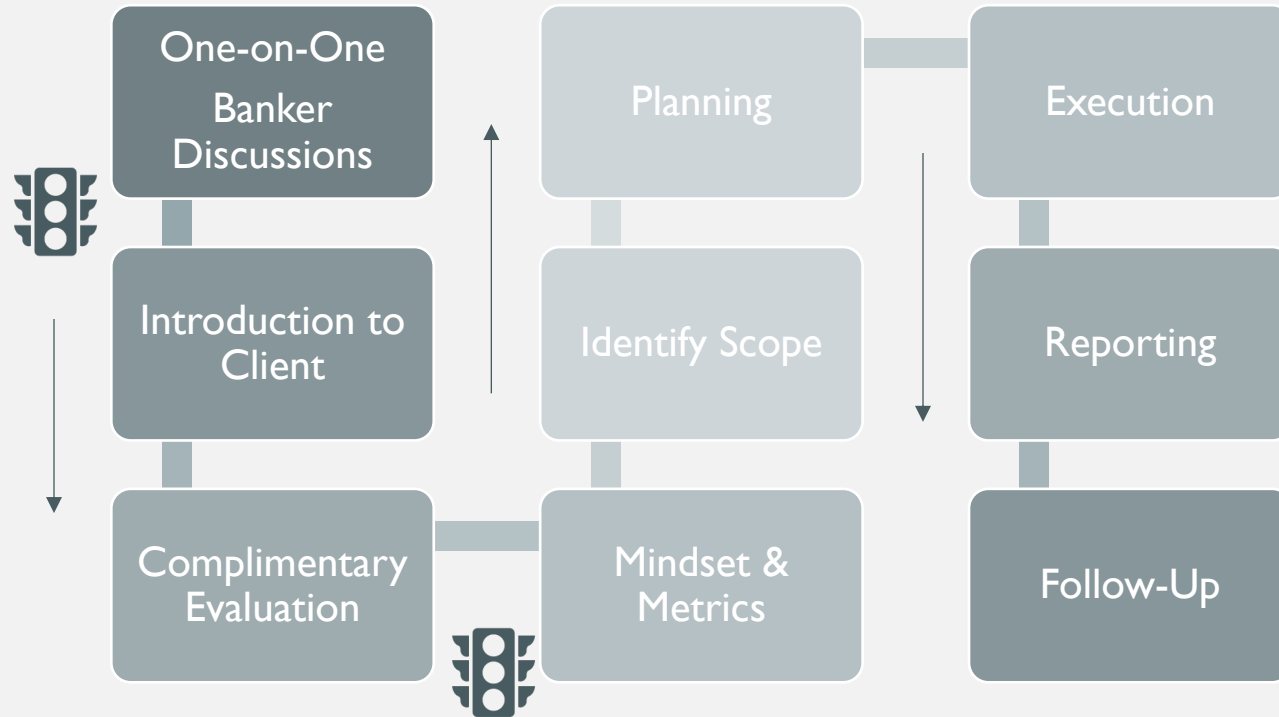 One-on-One
Banker
Discussions
Introduction to
Client
Complimentary
Evaluation
Mindset &
Metrics
Identify Scope
Planning
Execution
Reporting
Follow-Up